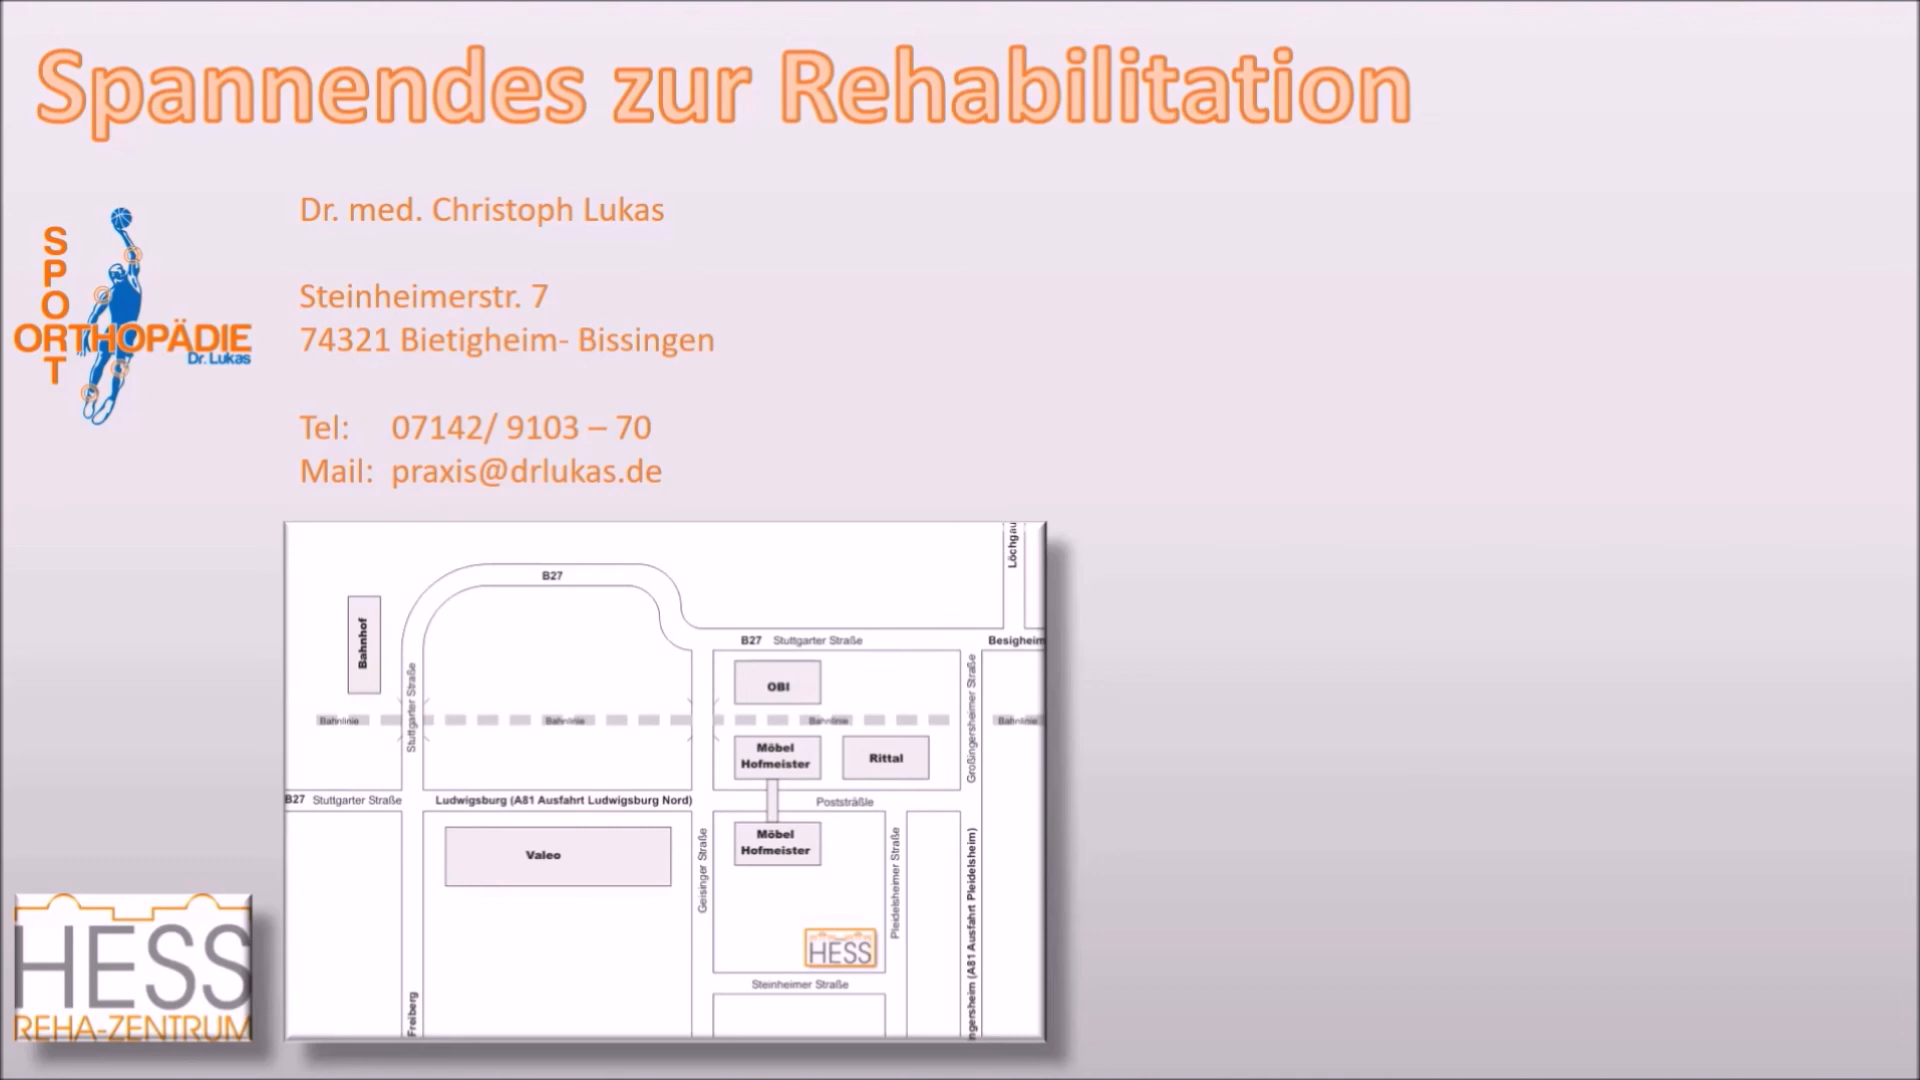 Spannendes zur Rehabilitation
SPORT
ORTHOPÄDIE
Dr. Lukas
Dr. med. Christoph Lukas
Steinheimerstr. 7
74321 Bietigheim- Bissingen
Tel: 07142/ 9103 – 70
Mail: praxis@drlukas.de
Löchgau
B27
Bahnhof
Stuttgarter Straße
B27 Stuttgarter Straße
Besigheim
OBI
Großingersheimer Straße
Bahnlinie
Bahnlinie
Bahnlinie
Bahnlinie
Möbel
Hofmeister
Rittal
B27 Stuttgarter Straße
Ludwigsburg (A81 Ausfahrt Ludwigsburg Nord)
Poststräßle
Valeo
Geisinger Straße
Möbel
Hofmeister
Pleidelsheimer Straße
ngersheim (A81 Ausfahrt Pleidelsheim)
HESS
Steinheimer Straße
Freiberg
HESS
REHA-ZENTRUM